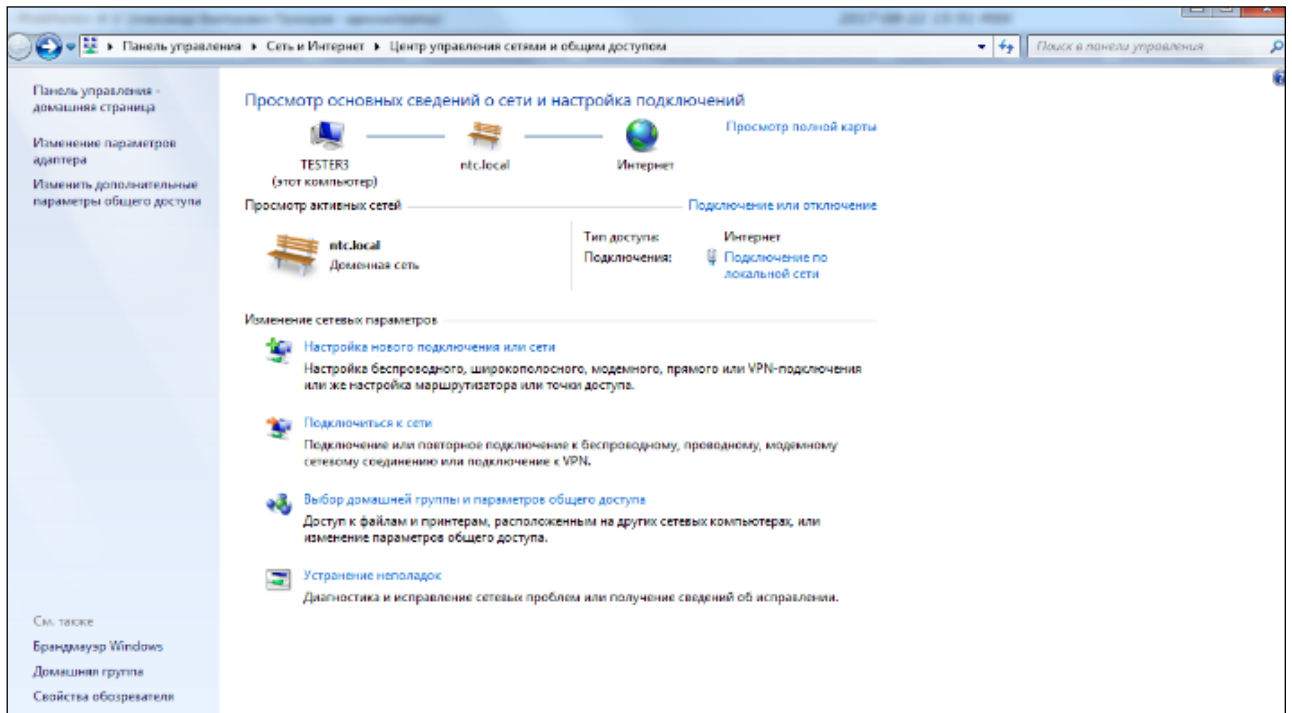 2017-08-22 15:51 MSK
Панель управления ▸ Сеть и Интернет ▸ Центр управления сетями и общим доступом
Поиск в панели управления
Панель управления -
домашняя страница
Изменение параметров
адаптера
Изменить дополнительные
параметры общего доступа
См. также
Брандмауэр Windows
Домашняя группа
Свойства обозревателя
Просмотр основных сведений о сети и настройка подключений
Просмотр полной карты
TESTER3
(этот компьютер)
ntc.local
Интернет
Просмотр активных сетей
Подключение или отключение
ntc.local
Доменная сеть
Тип доступа: Интернет
Подключения: Подключение по
локальной сети
Изменение сетевых параметров
Настройка нового подключения или сети
Настройка беспроводного, широкополосного, модемного, прямого или VPN-подключения
или же настройка маршрутизатора или точки доступа.
Подключиться к сети
Подключение или повторное подключение к беспроводному, проводному, модемному
сетевому соединению или подключение к VPN.
Выбор домашней группы и параметров общего доступа
Доступ к файлам и принтерам, расположенным на других сетевых компьютерах, или
изменение параметров общего доступа.
Устранение неполадок
Диагностика и исправление сетевых проблем или получение сведений об исправлении.